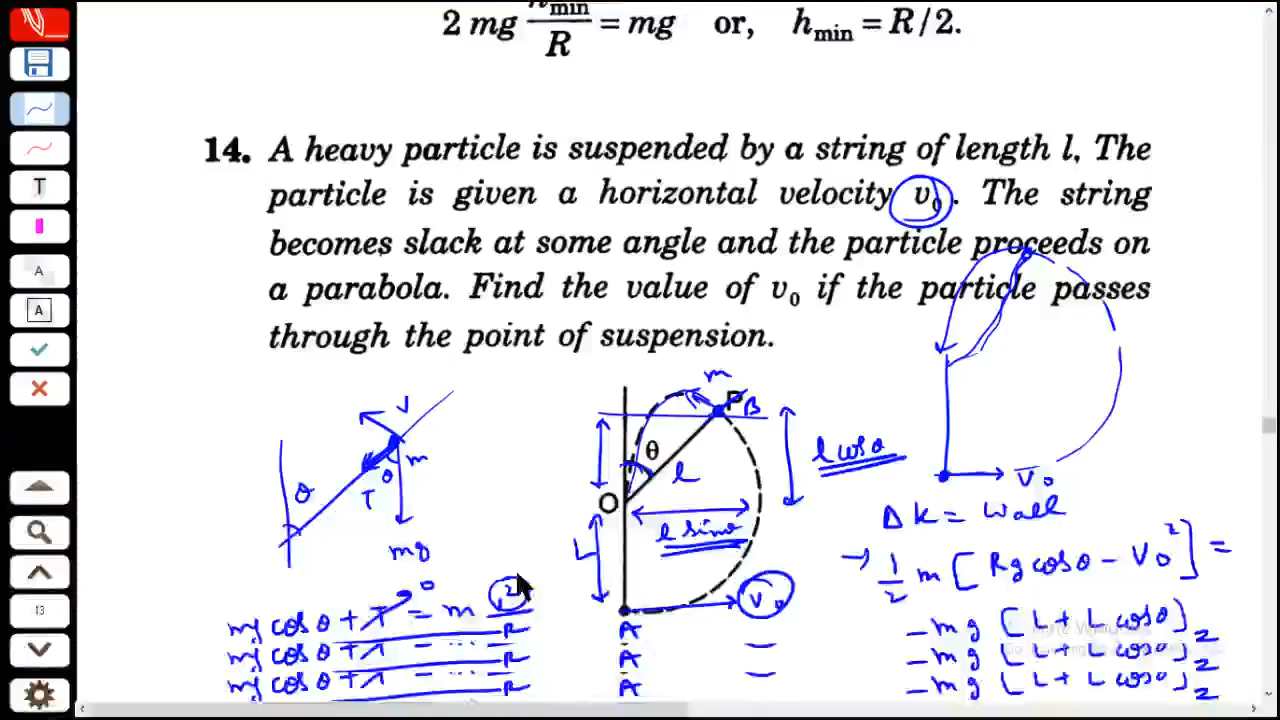 2 mg h_min / R = mg or, h_min = R/2.
14. A heavy particle is suspended by a string of length l. The
particle is given a horizontal velocity v₀. The string
becomes slack at some angle and the particle proceeds on
a parabola. Find the value of v₀ if the particle passes
through the point of suspension.
T
A
A
13
V
m
θ
θ
T
mg
m
P
B
θ
l
l cosθ
O
l sinθ
L
V₀
A
V₀
ΔK = Wall
→ 1/2 m [ Rg cosθ – V₀² ] =
–mg [ L + L cosθ ]
–mg [ L + L cosθ ]
–mg [ L + L cosθ ]
mg cosθ + T = m v²/R
0
mg cosθ + T
R
mg cosθ + T
R
A
A